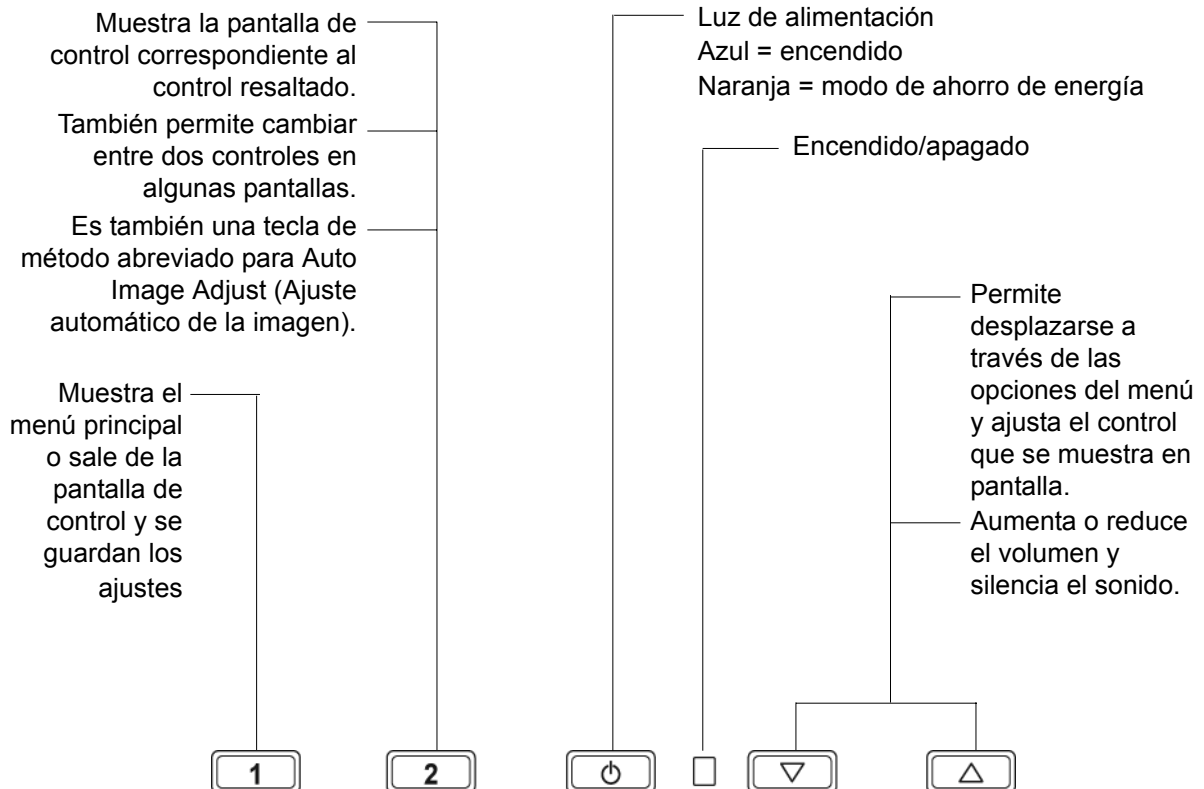 Muestra la pantalla de
control correspondiente al
control resaltado.
También permite cambiar
entre dos controles en
algunas pantallas.
Es también una tecla de
método abreviado para Auto
Image Adjust (Ajuste
automático de la imagen).
Muestra el
menú principal
o sale de la
pantalla de
control y se
guardan los
ajustes
Luz de alimentación
Azul = encendido
Naranja = modo de ahorro de energía
Encendido/apagado
Permite
desplazarse a
través de las
opciones del menú
y ajusta el control
que se muestra en
pantalla.
Aumenta o reduce
el volumen y
silencia el sonido.
1
2